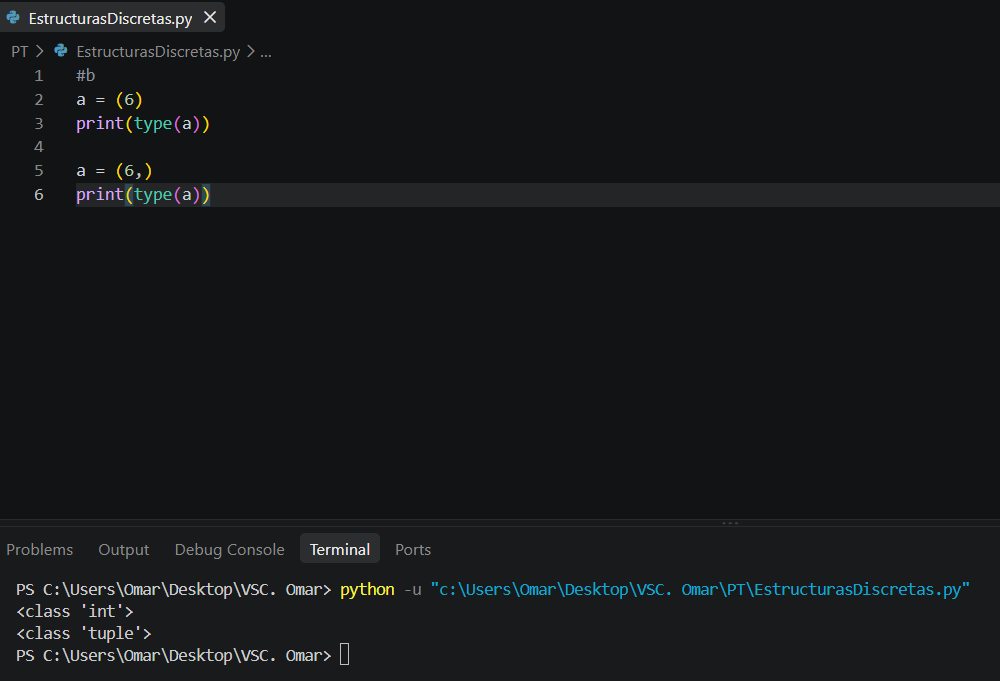 EstructurasDiscretas.py ×
PT > EstructurasDiscretas.py > ...
1 #b
2 a = (6)
3 print(type(a))
4
5 a = (6,)
6 print(type(a))
Problems Output Debug Console Terminal Ports
PS C:\Users\Omar\Desktop\VSC. Omar> python -u "c:\Users\Omar\Desktop\VSC. Omar\PT\EstructurasDiscretas.py"
<class 'int'>
<class 'tuple'>
PS C:\Users\Omar\Desktop\VSC. Omar>